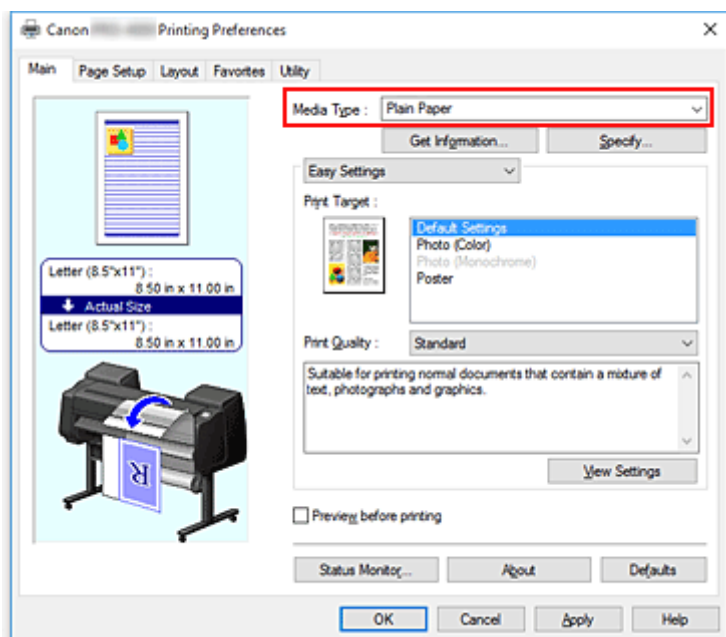 Canon Printing Preferences
Main Page Setup Layout Favorites Utility
Media Type : Plain Paper
Get Information... Specify...
Easy Settings
Print Target :
Default Settings
Photo (Color)
Photo (Monochrome)
Poster
Letter (8.5"x11") :
8.50 in x 11.00 in
Actual Size
Letter (8.5"x11") :
8.50 in x 11.00 in
Print Quality : Standard
Suitable for printing normal documents that contain a mixture of
text, photographs and graphics.
R
View Settings
Preview before printing
Status Monitor... About Defaults
OK Cancel Apply Help